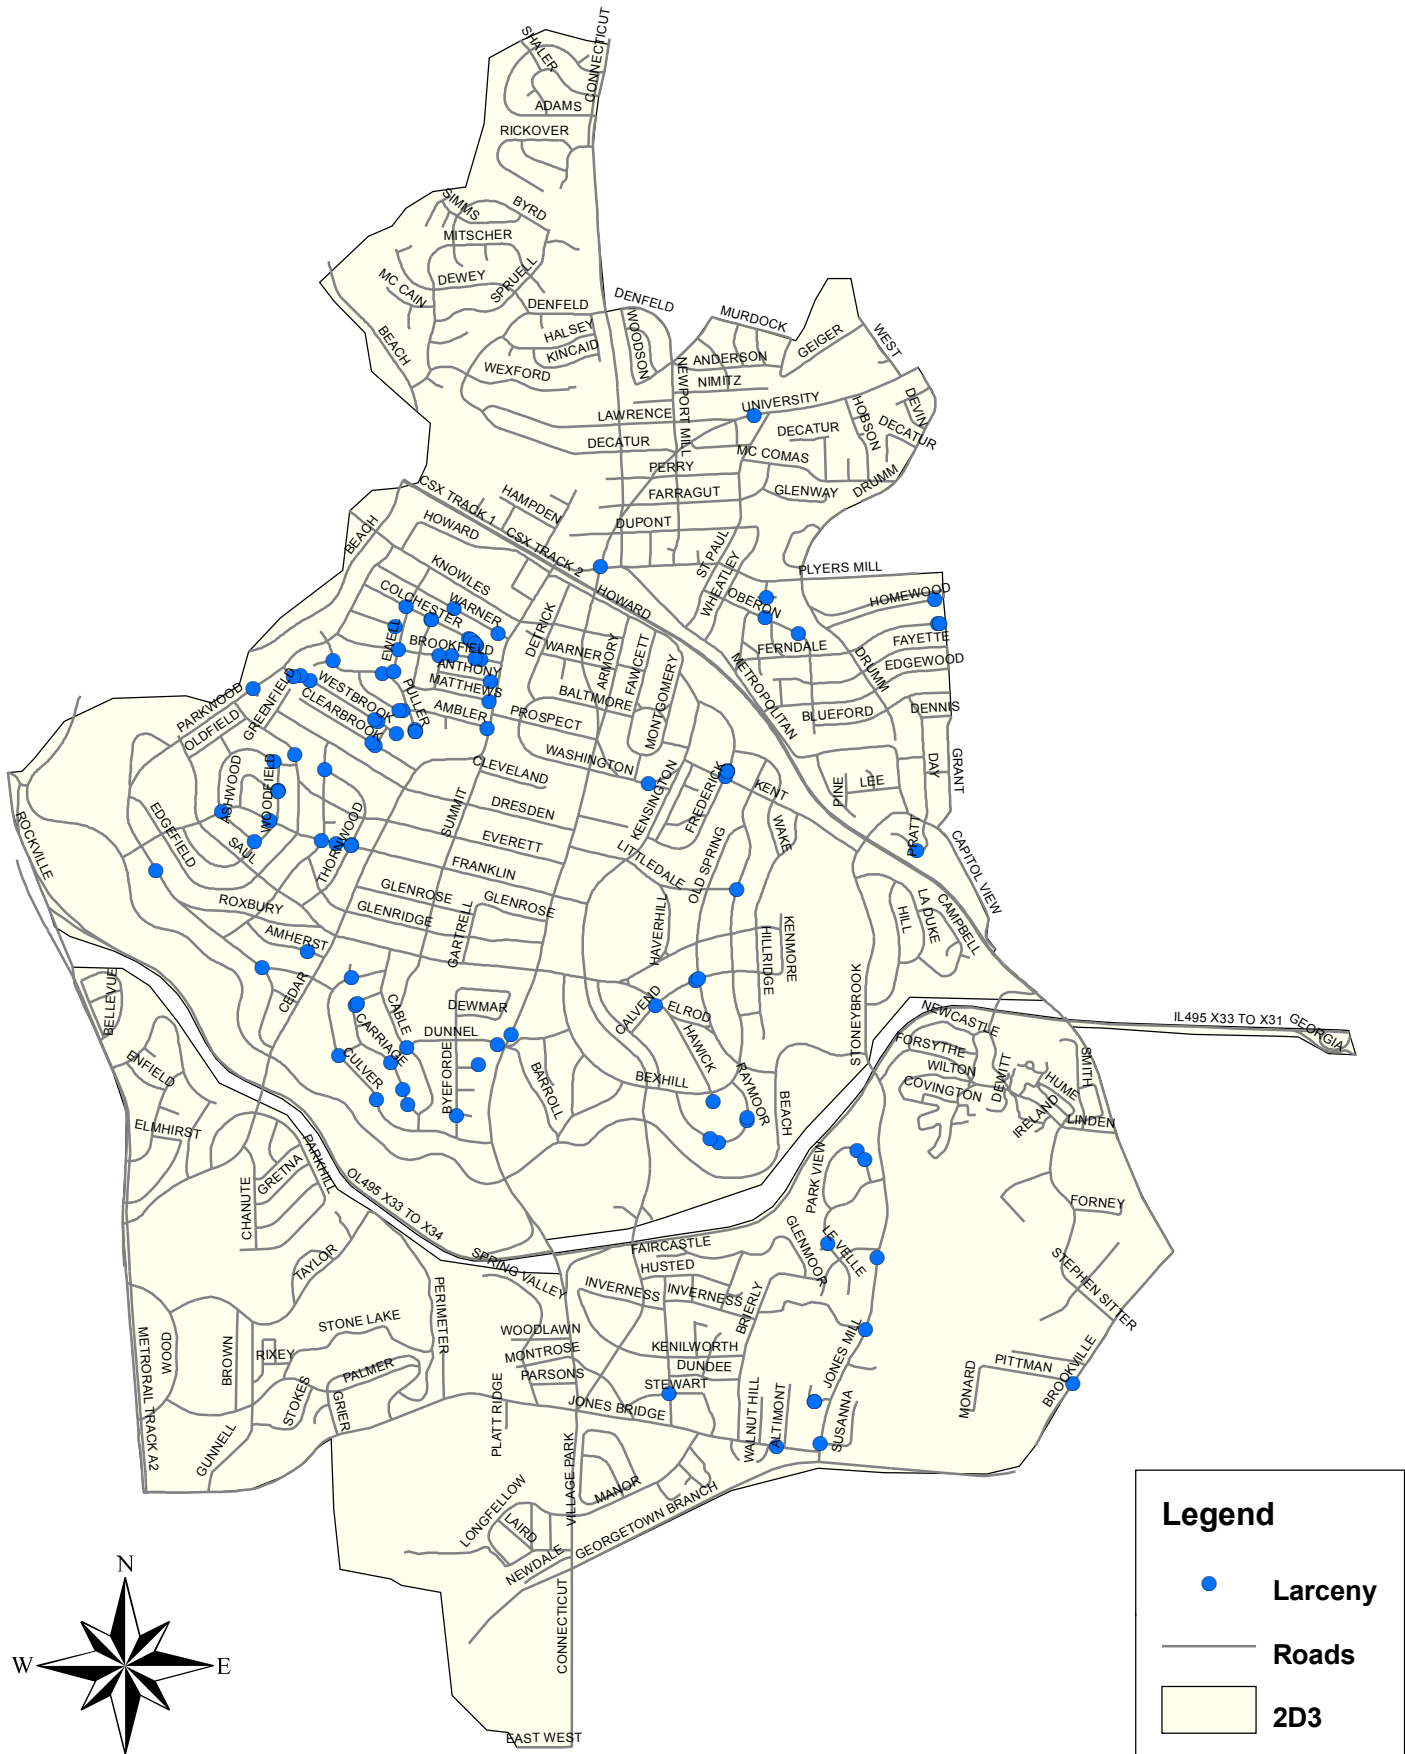 SHALER
CONNECTICUT
ADAMS
RICKOVER
SIMMS
BYRD
MITSCHER
MC CAIN
DEWEY
SPRUELL
BEACH
DENFELD
DENFELD
HALSEY
KINCAID
WOODSON
WEXFORD
MURDOCK
GEIGER
WEST
ANDERSON
NIMITZ
NEWPORT MILL
UNIVERSITY
LAWRENCE
DECATUR
DECATUR
HOBSON
DEVIN
DECATUR
MC COMAS
PERRY
FARRAGUT
GLENWAY
DRUMM
CSX TRACK 1
HAMPDEN
HOWARD
CSX TRACK 2
DUPONT
BEACH
ST PAUL
WHEATLEY
PLYERS MILL
KNOWLES
COLCHESTER
WARNER
HOWARD
OBERON
HOMEWOOD
EWELL
BROOKFIELD
ANTHONY
MATTHEWS
DETRICK
WARNER
ARMORY
FAWCETT
MONTGOMERY
FERNDALE
DRUMM
FAYETTE
EDGEWOOD
METROPOLITAN
PARKWOOD
GREENFIELD
WESTBROOK
CLEARBROOK
PULLER
AMBLER
PROSPECT
BALTIMORE
BLUEFORD
DENNIS
OLDFIELD
WASHINGTON
CLEVELAND
KENSINGTON
FREDERICK
KENT
PINE
LEE
DAY
GRANT
ASHWOOD
WOODFIELD
EDGEFIELD
SAUL
THORNWOOD
SUMMIT
DRESDEN
EVERETT
WAKE
PRATT
CAPITOL VIEW
ROCKVILLE
FRANKLIN
LITTLEDALE
OLD SPRING
ROXBURY
GLENROSE
GLENROSE
GLENRIDGE
GARTRELL
HAVERHILL
HILLRIDGE
KENMORE
HILL
LA DUKE
CAMPBELL
AMHERST
CEDAR
BELLEVUE
CABLE
CARRIAGE
DEWMAR
DUNNEL
CULVER
BYEFORDE
BARROLL
CALVEND
ELROD
HAWICK
BEXHILL
RAYMOOR
BEACH
STONEYBROOK
NEWCASTLE
IL495 X33 TO X31
GEORGIA
FORSYTHE
WILTON
COVINGTON
DEWITT
HUME
SMITH
IRELAND
LINDEN
ENFIELD
ELMHIRST
PARKHILL
GRETNA
CHANUTE
OL495 X33 TO X34
TAYLOR
PARK VIEW
GLENMOOR
LE VELLE
FORNEY
STEPHEN SITTER
SPRING VALLEY
FAIRCASTLE
HUSTED
INVERNESS
INVERNESS
BRIERLY
PERIMETER
METRORAIL TRACK A2
WOOD
BROWN
RIXEY
STONE LAKE
PALMER
STOKES
GRIER
GUNNELL
WOODLAWN
MONTROSE
PARSONS
PLATT RIDGE
KENILWORTH
DUNDEE
STEWART
JONES BRIDGE
JONES MILL
WALNUT HILL
ALTIMONT
SUSANNA
MONARD
PITTMAN
BROOKVILLE
VILLAGE PARK
MANOR
LONGFELLOW
LAIRD
NEWDALE
GEORGETOWN BRANCH
CONNECTICUT
EAST WEST
N
W
E
Legend
Larceny
Roads
2D3